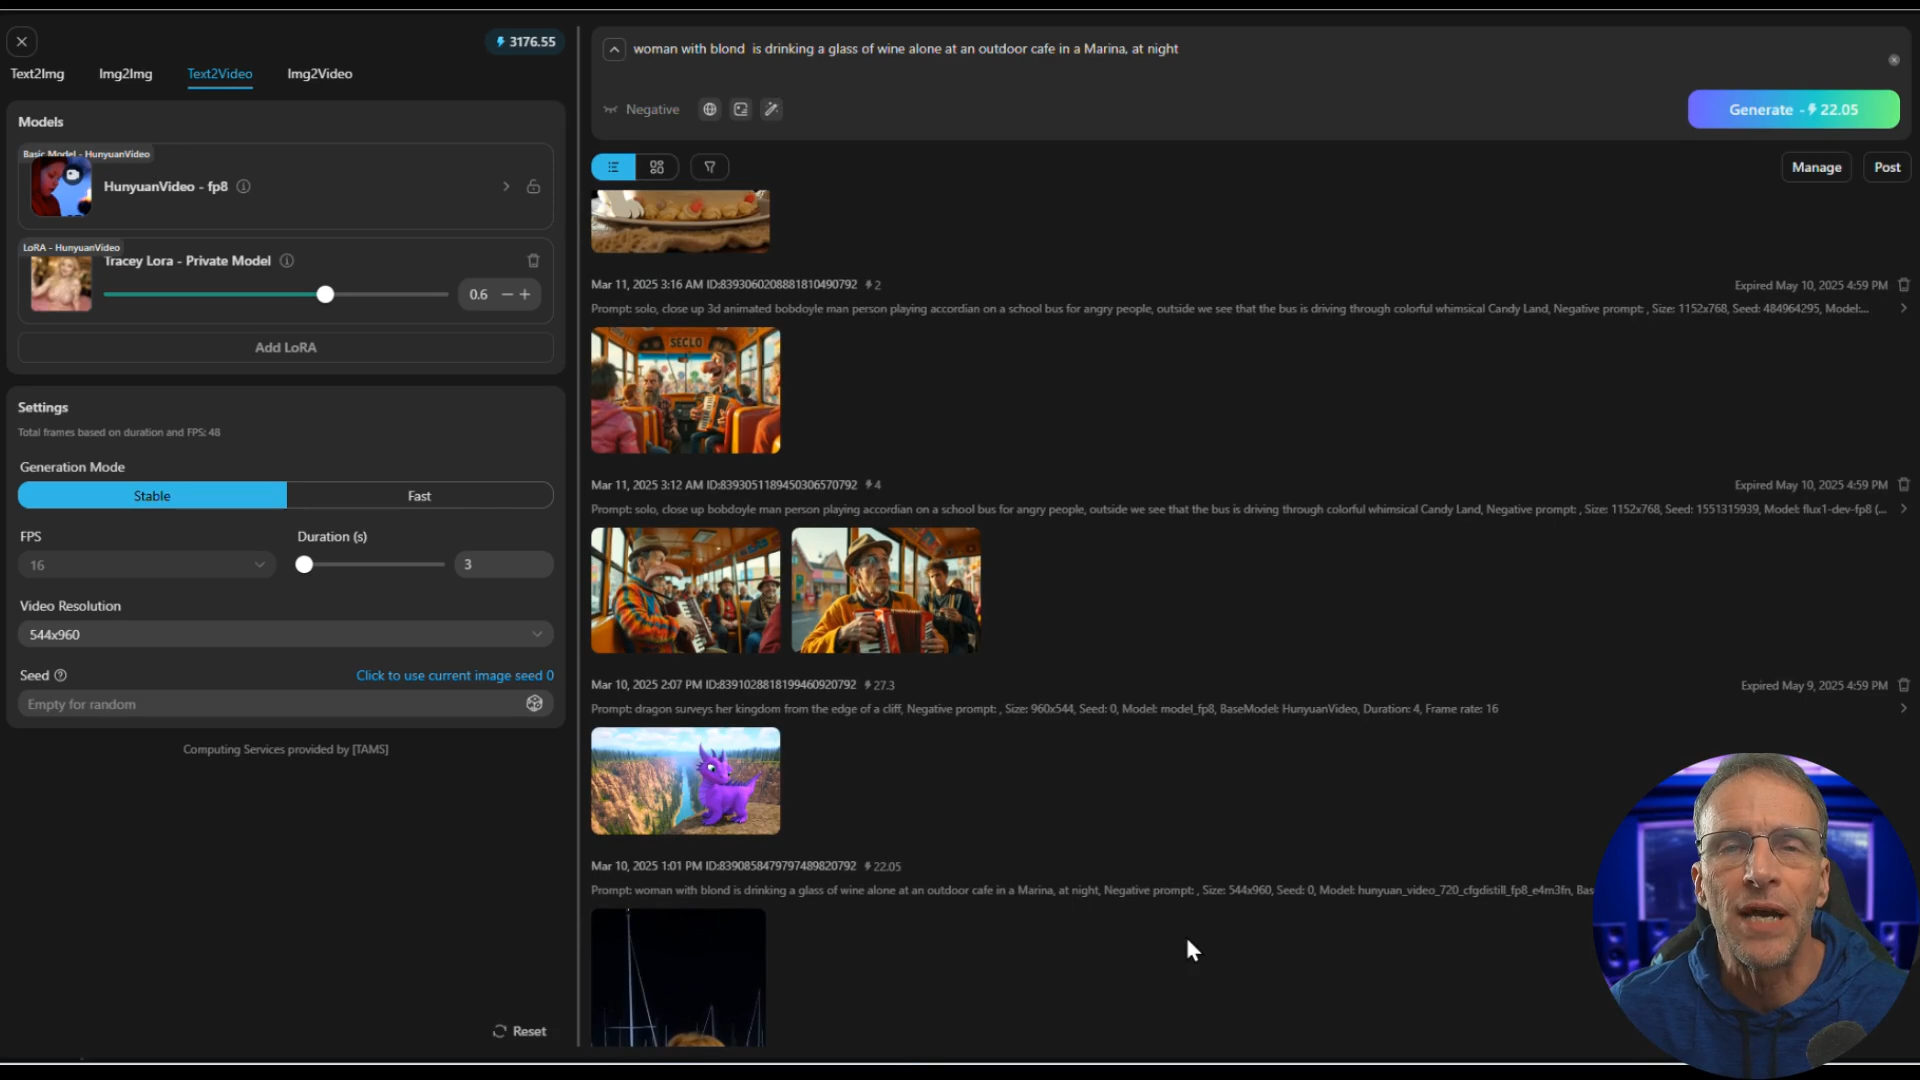 3176.55
Text2Img
Img2Img
Text2Video
Img2Video
Models
Basic Model - HunyuanVideo
HunyuanVideo - fp8
LoRA - HunyuanVideo
Tracey Lora - Private Model
0.6
Add LoRA
Settings
Total frames based on duration and FPS: 48
Generation Mode
Stable
Fast
FPS
Duration (s)
16
3
Video Resolution
544x960
Seed
Click to use current image seed 0
Empty for random
Computing Services provided by [TAMS]
Reset
woman with blond  is drinking a glass of wine alone at an outdoor cafe in a Marina, at night
Negative
Generate - 22.05
Manage
Post
Mar 11, 2025 3:16 AM ID:839306020888181049​0792 2
Expired May 10, 2025 4:59 PM
Prompt: solo, close up 3d animated bobdoyle man person playing accordian on a school bus for angry people, outside we see that the bus is driving through colorful whimsical Candy Land, Negative prompt: , Size: 1152x768, Seed: 484964295, Model:...
SECLO
Mar 11, 2025 3:12 AM ID:839305118945030657​0792 4
Expired May 10, 2025 4:59 PM
Prompt: solo, close up bobdoyle man person playing accordian on a school bus for angry people, outside we see that the bus is driving through colorful whimsical Candy Land, Negative prompt: , Size: 1152x768, Seed: 1551315939, Model: flux1-dev-fp8 (...
Mar 10, 2025 2:07 PM ID:839102881819946092​0792 27.3
Expired May 9, 2025 4:59 PM
Prompt: dragon surveys her kingdom from the edge of a cliff, Negative prompt: , Size: 960x544, Seed: 0, Model: model_fp8, BaseModel: HunyuanVideo, Duration: 4, Frame rate: 16
Mar 10, 2025 1:01 PM ID:839085847979748982​0792 22.05
Prompt: woman with blond is drinking a glass of wine alone at an outdoor cafe in a Marina, at night, Negative prompt: , Size: 544x960, Seed: 0, Model: hunyuan_video_720_cfgdistill_fp8_e4m3fn, Bas